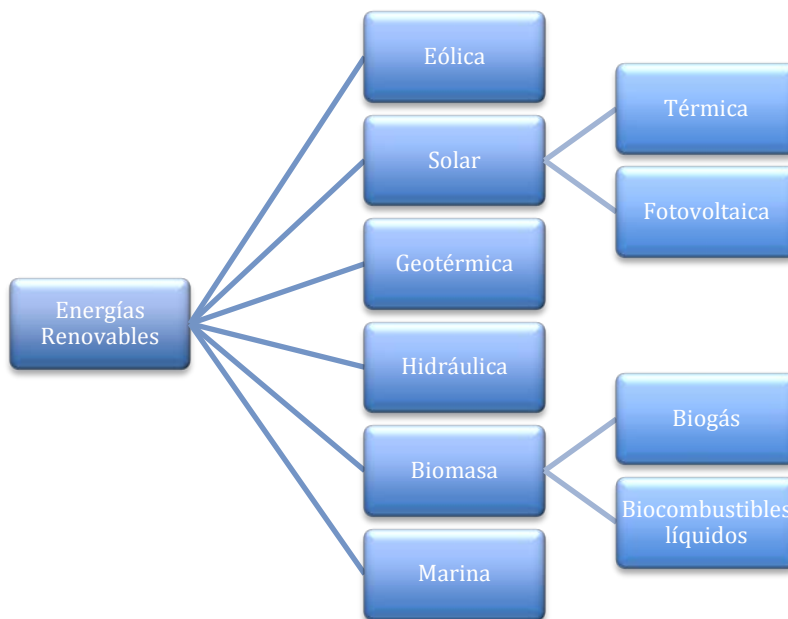 Eólica
Térmica
Solar
Fotovoltaica
Geotérmica
Energías
Renovables
Hidráulica
Biogás
Biomasa
Biocombustibles
líquidos
Marina